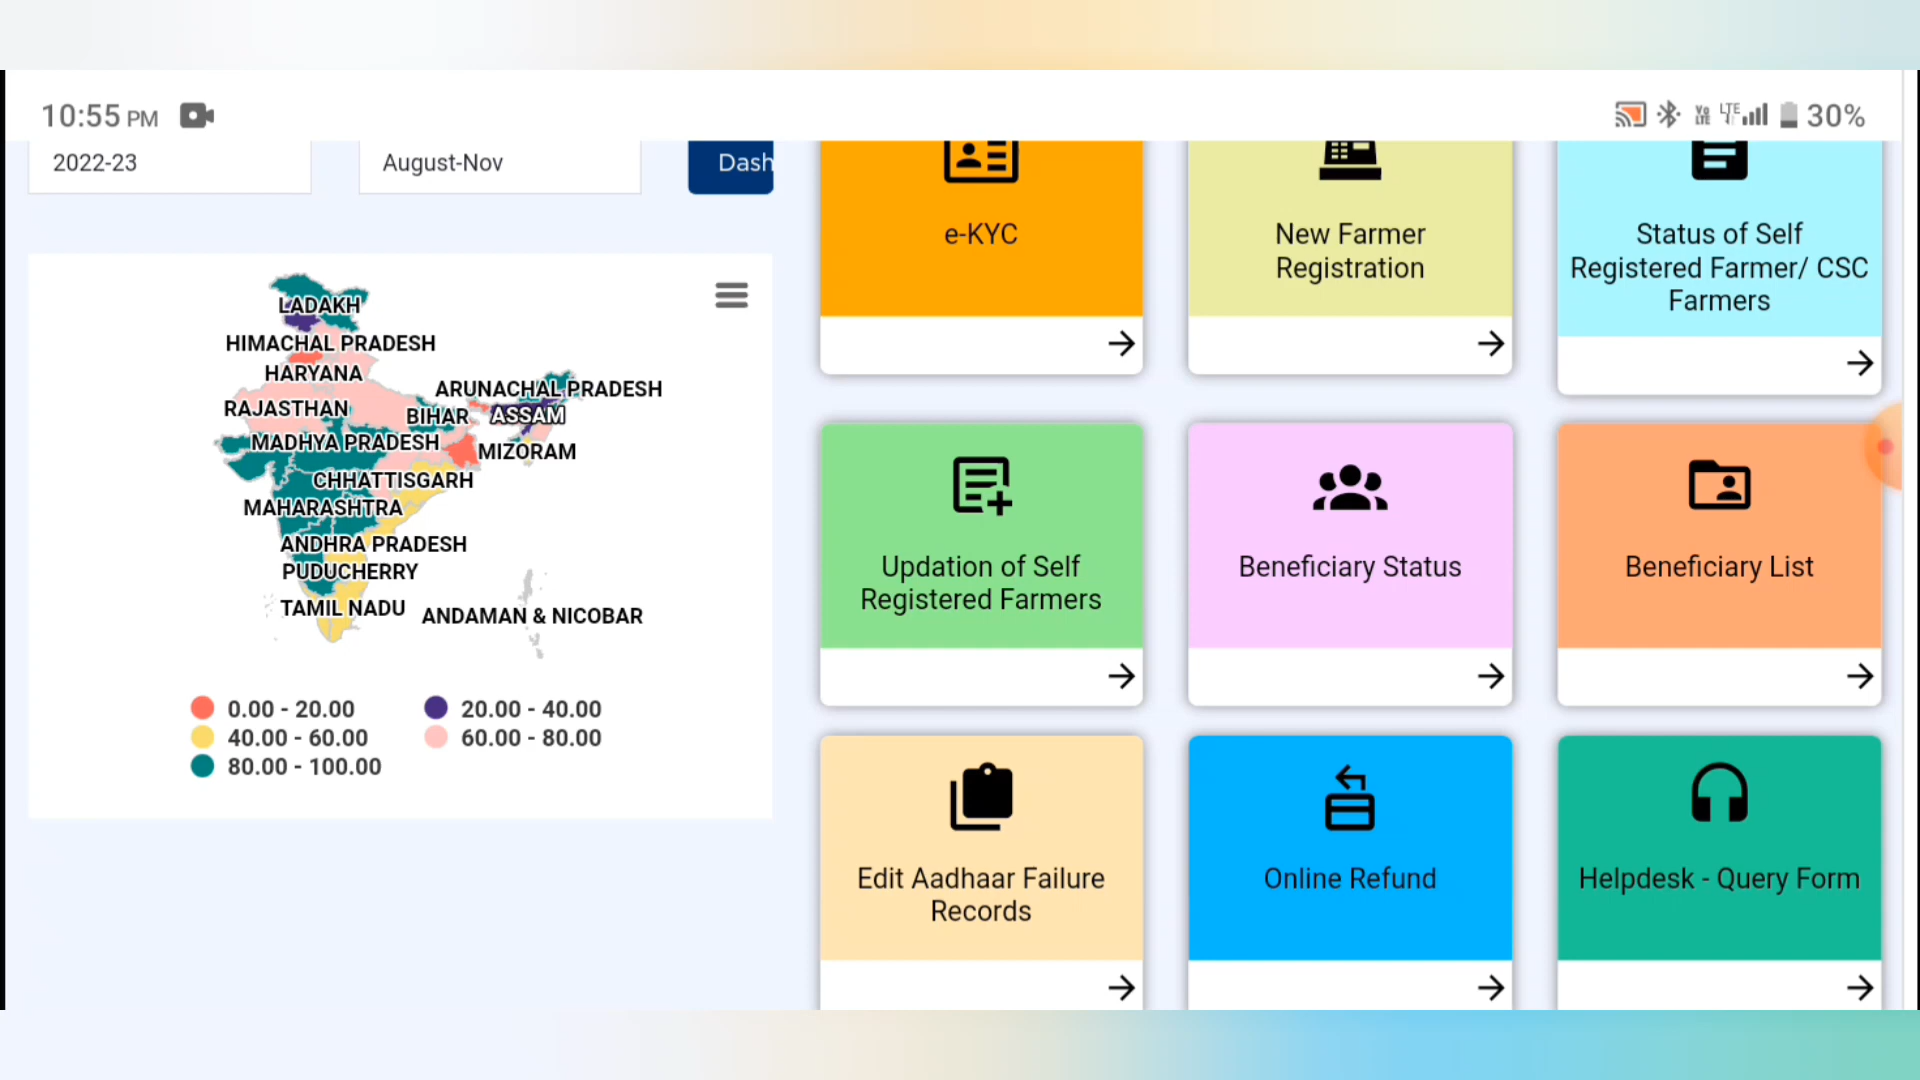 10:55 PM
Vo LTE
LTE
30%
2022-23
August-Nov
Dash
LADAKH
HIMACHAL PRADESH
HARYANA
ARUNACHAL PRADESH
RAJASTHAN
BIHAR
ASSAM
MADHYA PRADESH
MIZORAM
CHHATTISGARH
MAHARASHTRA
ANDHRA PRADESH
PUDUCHERRY
TAMIL NADU
ANDAMAN & NICOBAR
0.00 - 20.00
20.00 - 40.00
40.00 - 60.00
60.00 - 80.00
80.00 - 100.00
e-KYC
New Farmer
Registration
Status of Self
Registered Farmer/ CSC
Farmers
Updation of Self
Registered Farmers
Beneficiary Status
Beneficiary List
Edit Aadhaar Failure
Records
Online Refund
Helpdesk - Query Form